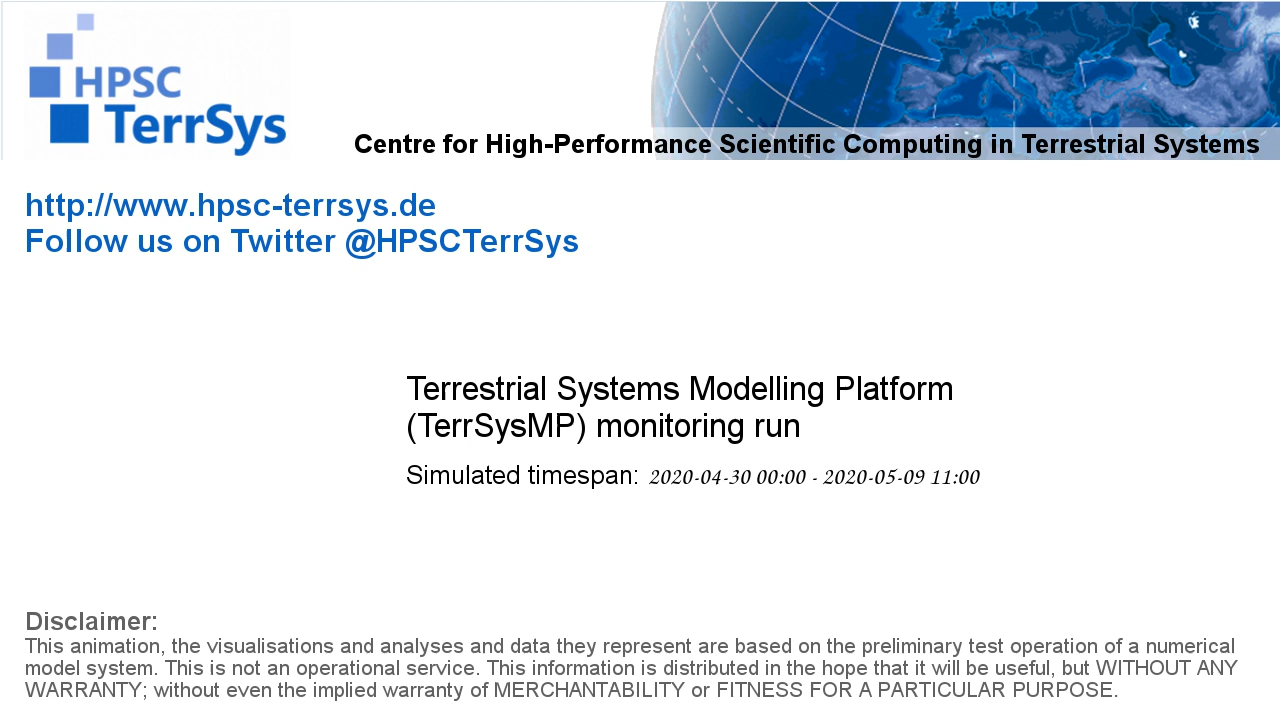 HPSC
TerrSys
Centre for High-Performance Scientific Computing in Terrestrial Systems
http://www.hpsc-terrsys.de
Follow us on Twitter @HPSCTerrSys
Terrestrial Systems Modelling Platform
(TerrSysMP) monitoring run
Simulated timespan: 2020-04-30 00:00 - 2020-05-09 11:00
Disclaimer:
This animation, the visualisations and analyses and data they represent are based on the preliminary test operation of a numerical
model system. This is not an operational service. This information is distributed in the hope that it will be useful, but WITHOUT ANY
WARRANTY; without even the implied warranty of MERCHANTABILITY or FITNESS FOR A PARTICULAR PURPOSE.